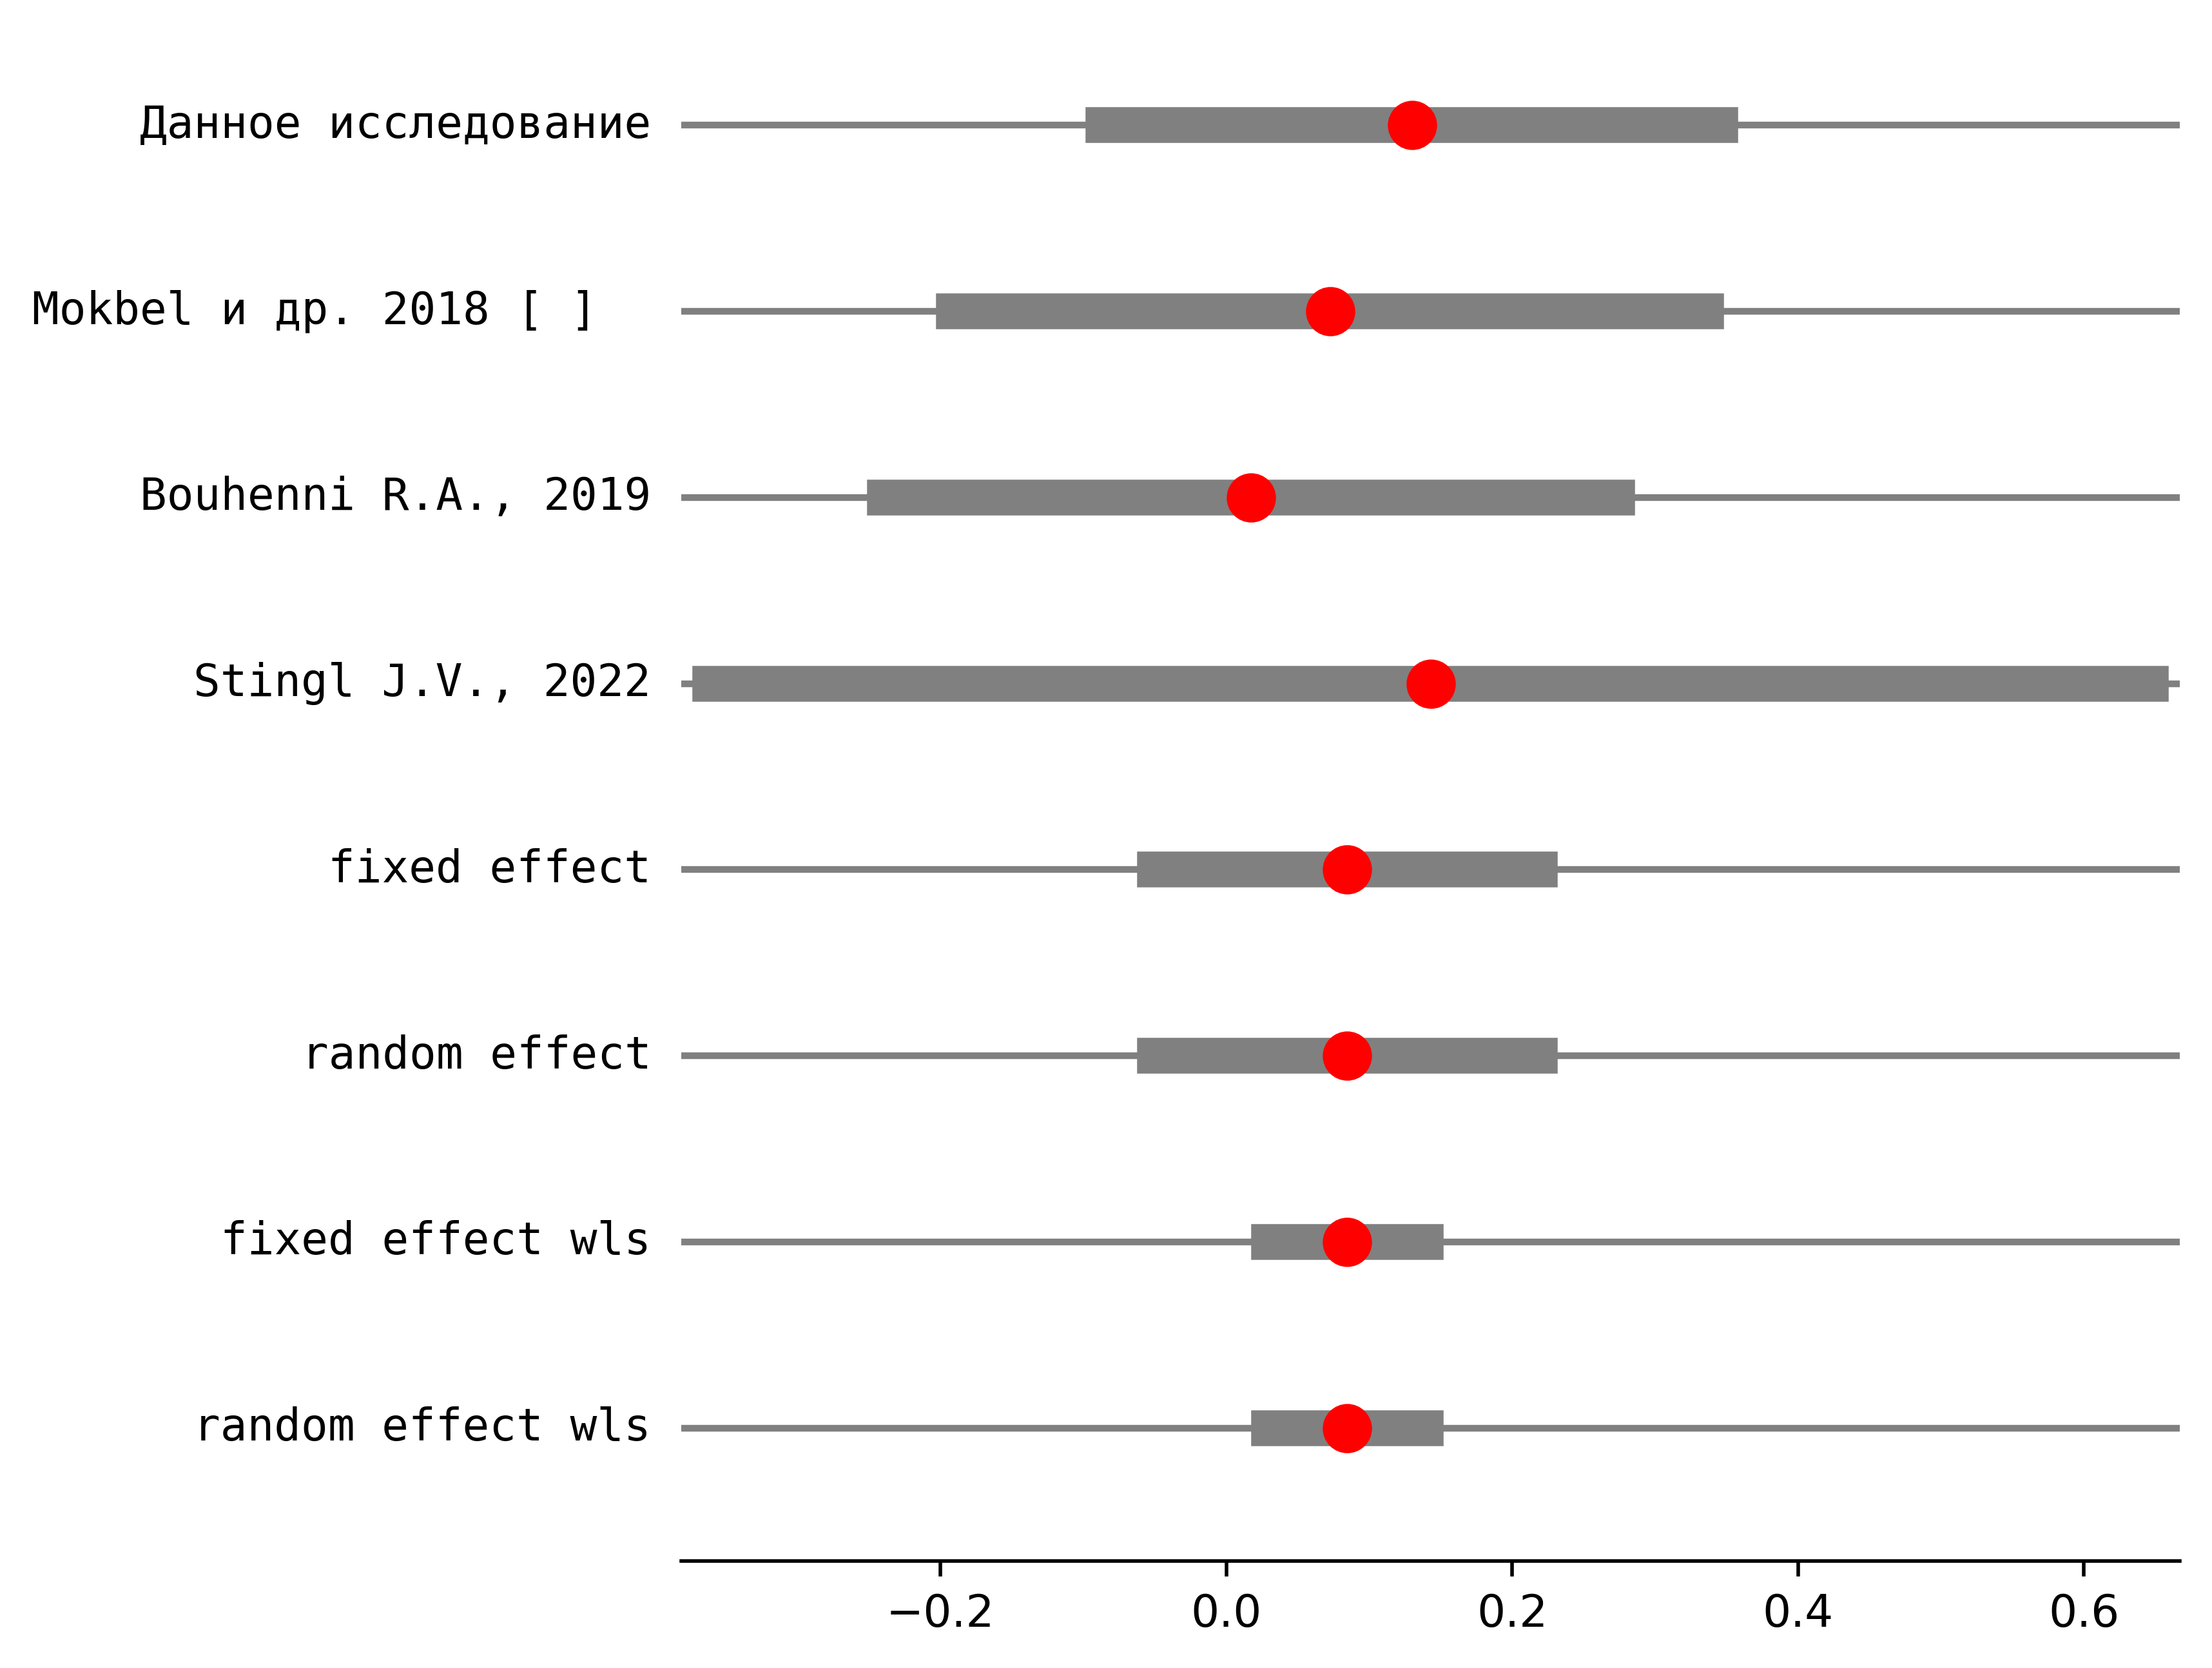 Данное исследование
Mokbel и др. 2018 [ ]
Bouhenni R.A., 2019
Stingl J.V., 2022
fixed effect
random effect
fixed effect wls
random effect wls
−0.2 0.0 0.2 0.4 0.6